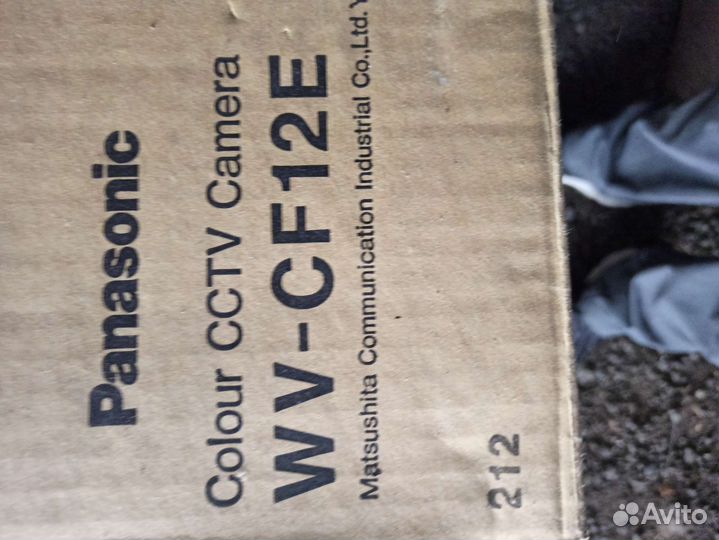 Panasonic
Colour CCTV Camera
WV-CF12E
Matsushita Communication Industrial Co.,Ltd.
212
Avito